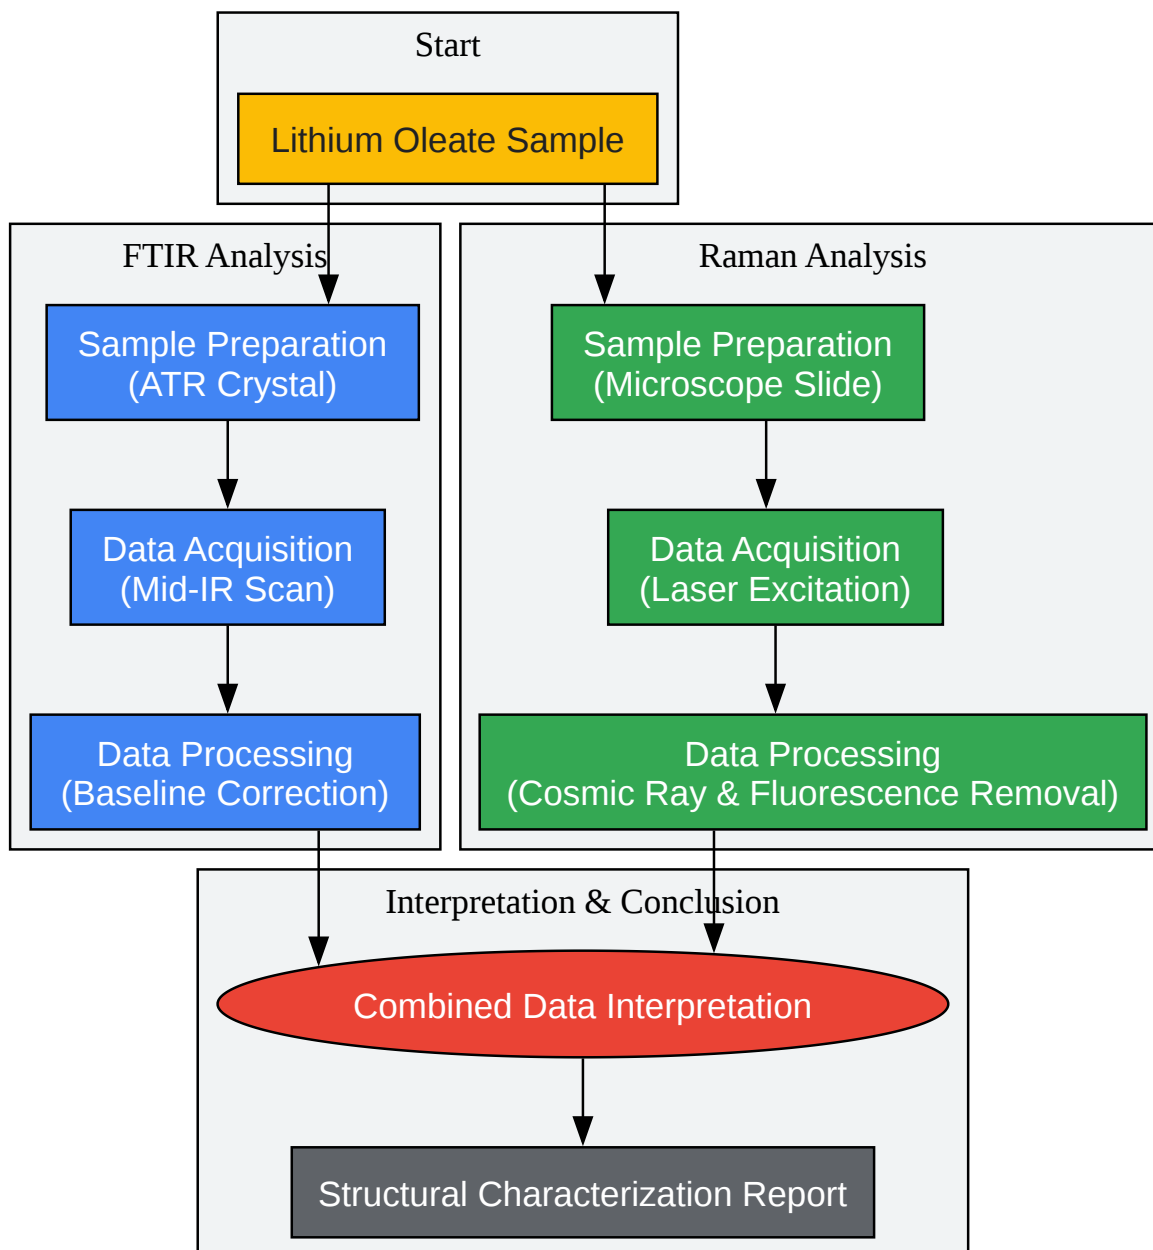 Start
Lithium Oleate Sample
FTIR Analysis
Sample Preparation
(ATR Crystal)
Data Acquisition
(Mid-IR Scan)
Data Processing
(Baseline Correction)
Raman Analysis
Sample Preparation
(Microscope Slide)
Data Acquisition
(Laser Excitation)
Data Processing
(Cosmic Ray & Fluorescence Removal)
Interpretation & Conclusion
Combined Data Interpretation
Structural Characterization Report